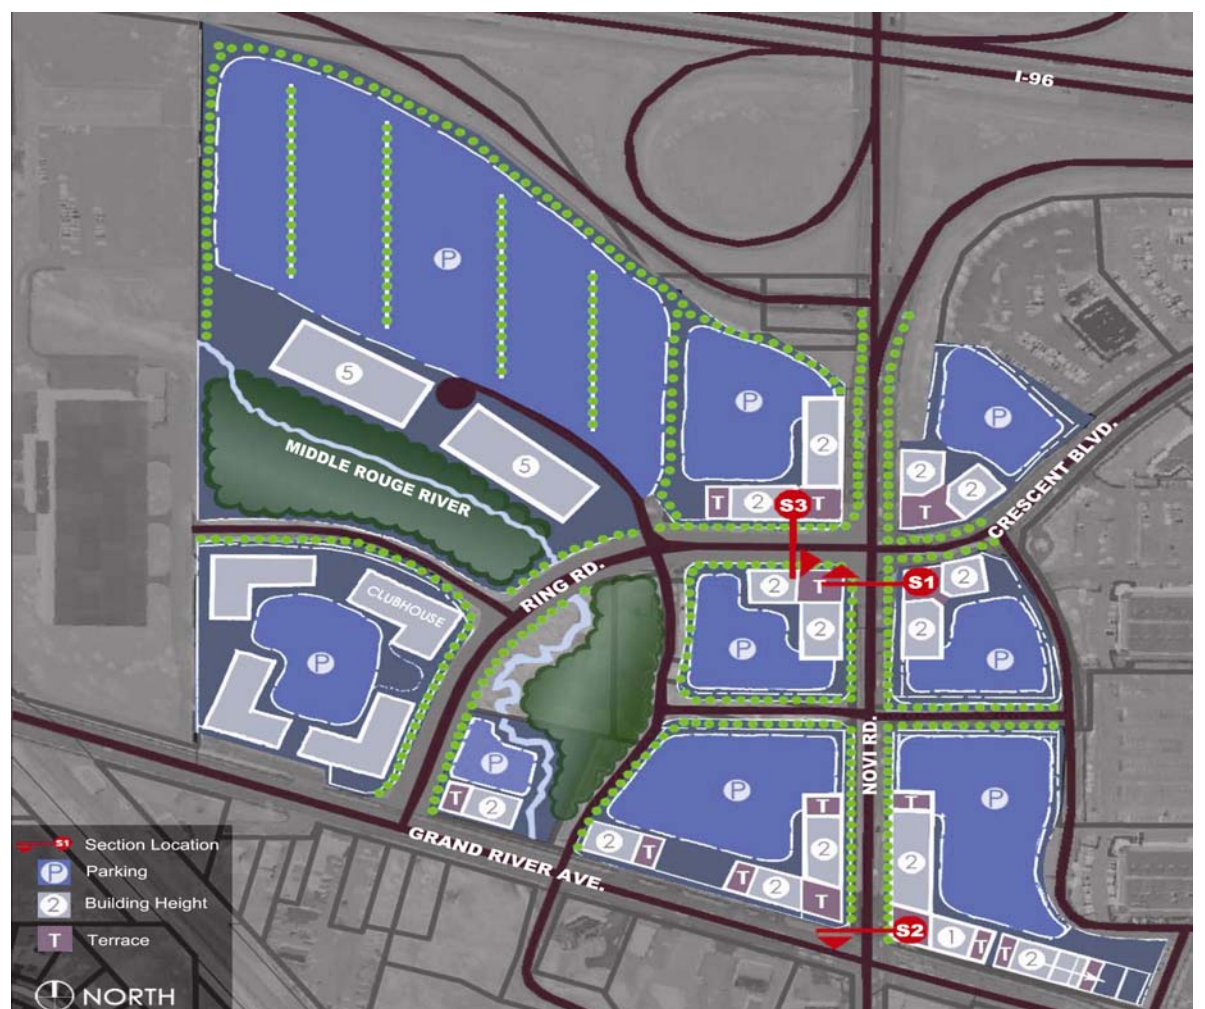 I-96
P
5
P
P
2
2
2
5
MIDDLE ROUGE RIVER
CRESCENT BLVD.
T
2
S3
T
T
RING RD.
2
T
S1
2
CLUBHOUSE
2
2
P
P
P
NOVI RD.
P
P
P
T
2
T
T
GRAND RIVER AVE.
2
T
2
2
T
2
T
S2
1
T
T
2
S1 Section Location
P Parking
2 Building Height
T Terrace
NORTH